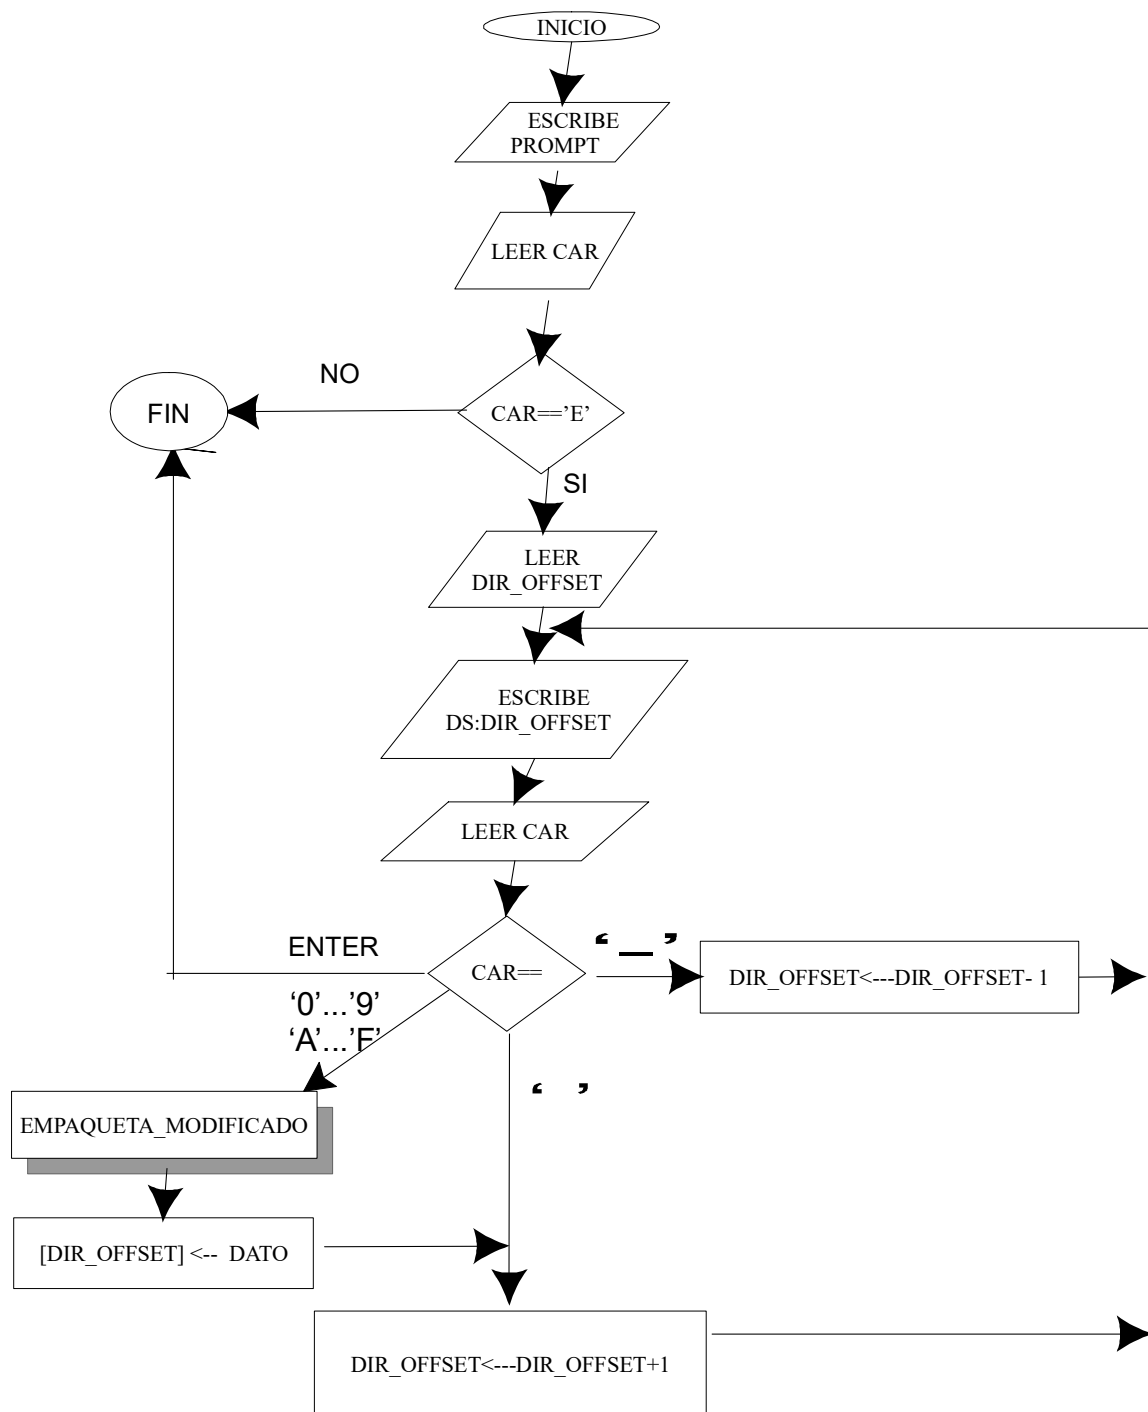 INICIO
ESCRIBE
PROMPT
LEER CAR
NO
FIN
CAR==’E’
SI
LEER
DIR_OFFSET
ESCRIBE
DS:DIR_OFFSET
LEER CAR
ENTER
CAR==
‘ _ ’
DIR_OFFSET<---DIR_OFFSET- 1
‘0’...’9’
‘A’...’F’
‘ ’
EMPAQUETA_MODIFICADO
[DIR_OFFSET] <-- DATO
DIR_OFFSET<---DIR_OFFSET+1